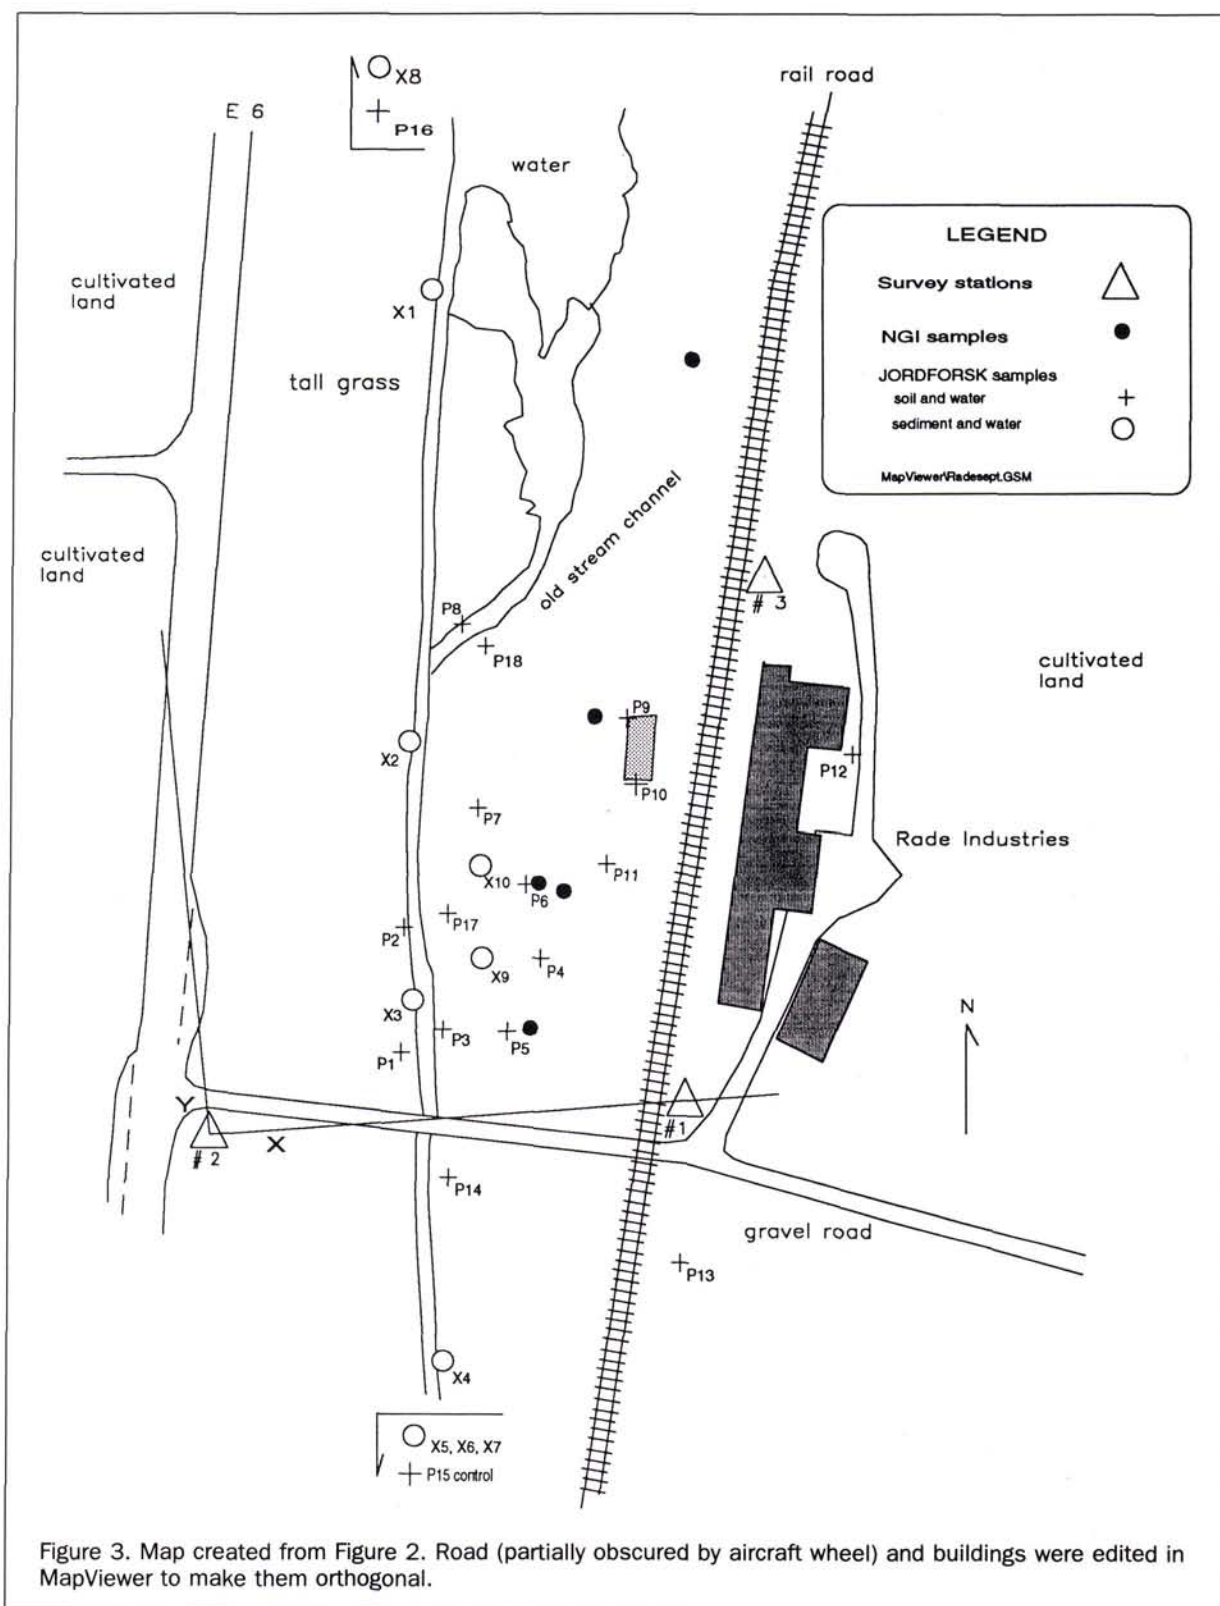 X8
P16
E 6
rail road
water
LEGEND
Survey stations
NGI samples
JORDFORSK samples
soil and water
sediment and water
MapViewer\Radesept.GSM
cultivated
land
X1
tall grass
cultivated
land
old stream channel
# 3
P8
P18
cultivated
land
P9
X2
P12
P10
P7
Rade Industries
P11
X10
P6
P17
P2
X9
P4
N
X3
P3
P5
P1
Y
X
# 2
#1
P14
gravel road
P13
X4
X5, X6, X7
P15 control
Figure 3. Map created from Figure 2. Road (partially obscured by aircraft wheel) and buildings were edited in
MapViewer to make them orthogonal.